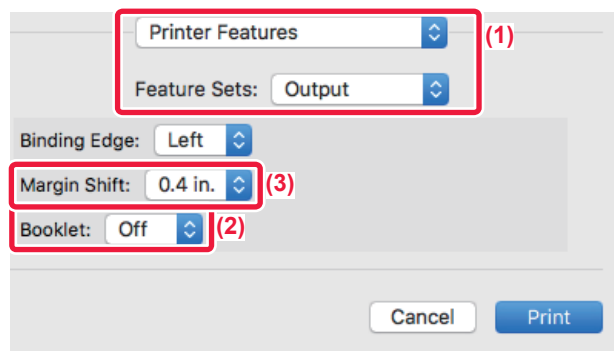 Printer Features (1)
Feature Sets: Output
Binding Edge: Left
Margin Shift: 0.4 in. (3)
Booklet: Off (2)
Cancel Print